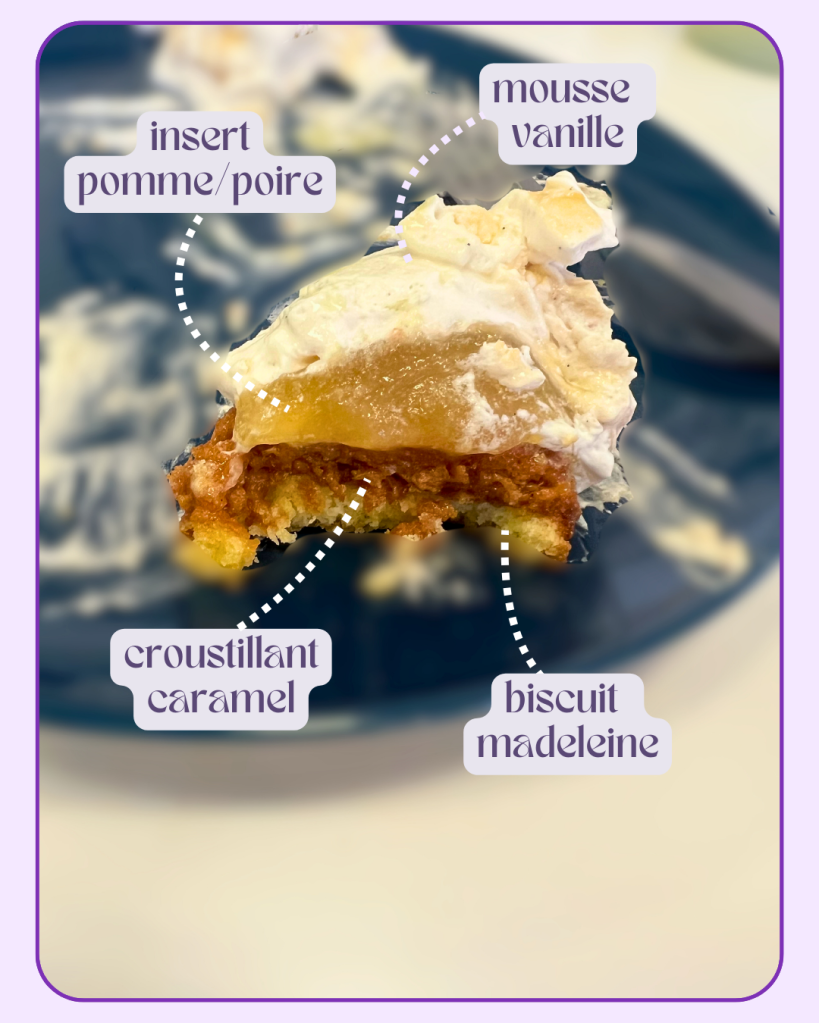 mousse
vanille
insert
pomme/poire
croustillant
caramel
biscuit
madeleine